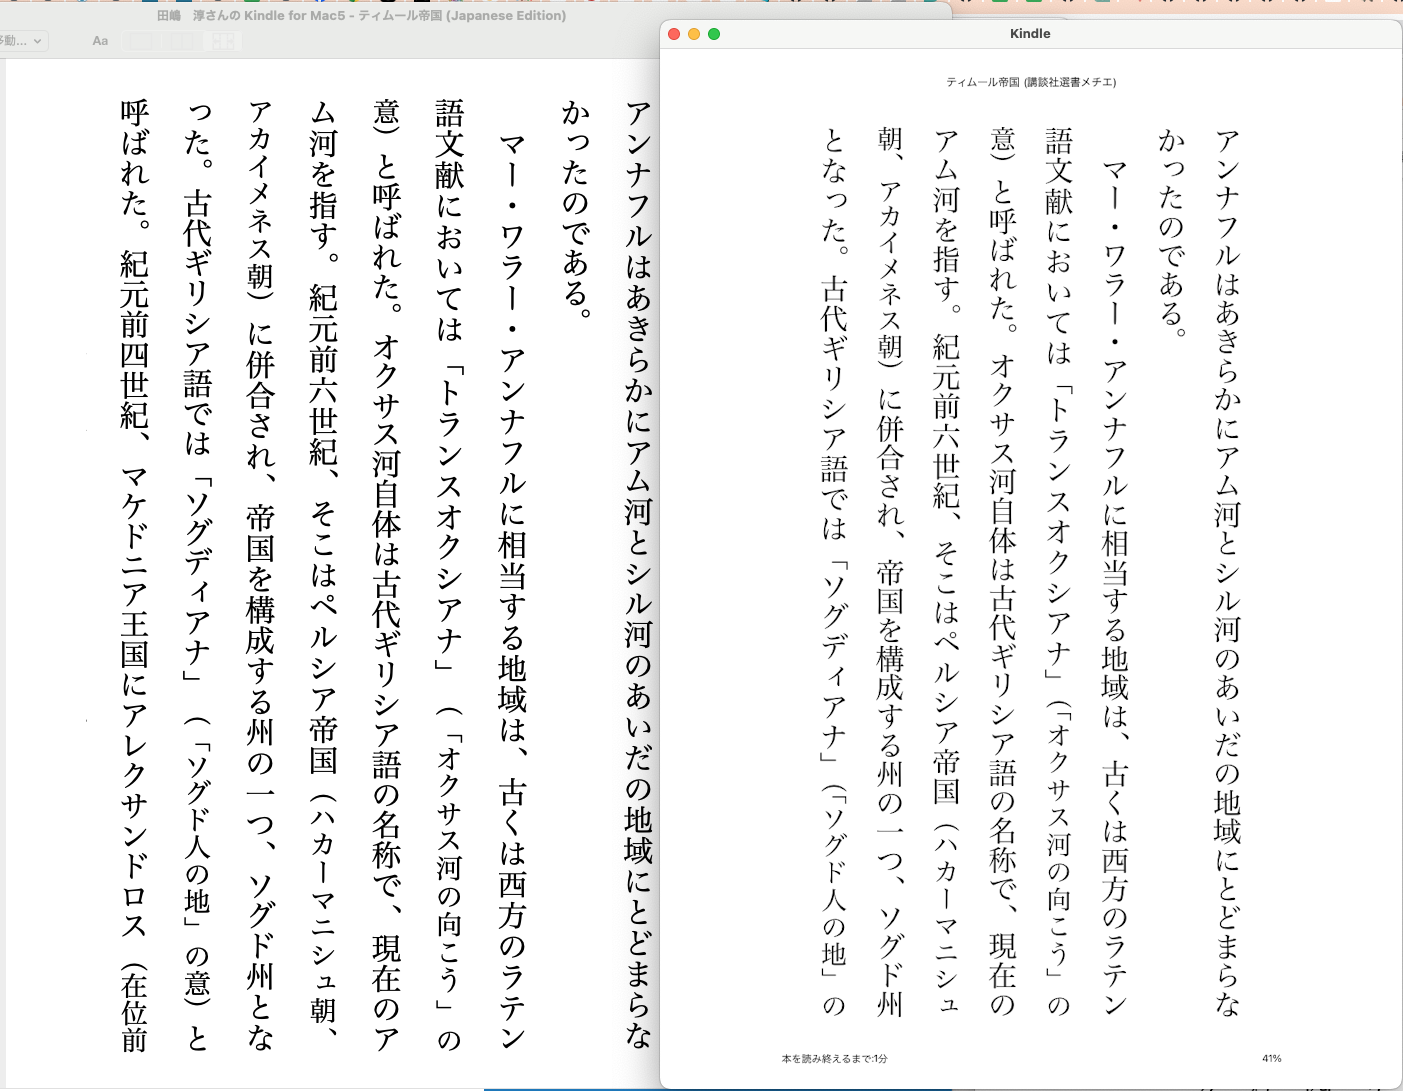 田嶋　淳さんの Kindle for Mac5 - ティムール帝国 (Japanese Edition)
動...
Aa
アンナフルはあきらかにアム河とシル河のあいだの地域にとどまらな
かったのである。
マー・ワラー・アンナフルに相当する地域は、古くは西方のラテン
語文献においては「トランスオクシアナ」（「オクサス河の向こう」の
意）と呼ばれた。オクサス河自体は古代ギリシア語の名称で、現在のア
ム河を指す。紀元前六世紀、そこはペルシア帝国（ハカーマニシュ朝、
アカイメネス朝）に併合され、帝国を構成する州の一つ、ソグド州とな
った。古代ギリシア語では「ソグディアナ」（「ソグド人の地」の意）と
呼ばれた。紀元前四世紀、マケドニア王国にアレクサンドロス（在位前
Kindle
ティムール帝国 (講談社選書メチエ)
アンナフルはあきらかにアム河とシル河のあいだの地域にとどまらな
かったのである。
マー・ワラー・アンナフルに相当する地域は、古くは西方のラテン
語文献においては「トランスオクシアナ」（「オクサス河の向こう」の
意）と呼ばれた。オクサス河自体は古代ギリシア語の名称で、現在の
アム河を指す。紀元前六世紀、そこはペルシア帝国（ハカーマニシュ
朝、アカイメネス朝）に併合され、帝国を構成する州の一つ、ソグド州
となった。古代ギリシア語では「ソグディアナ」（「ソグド人の地」の
本を読み終えるまで:1分
41%